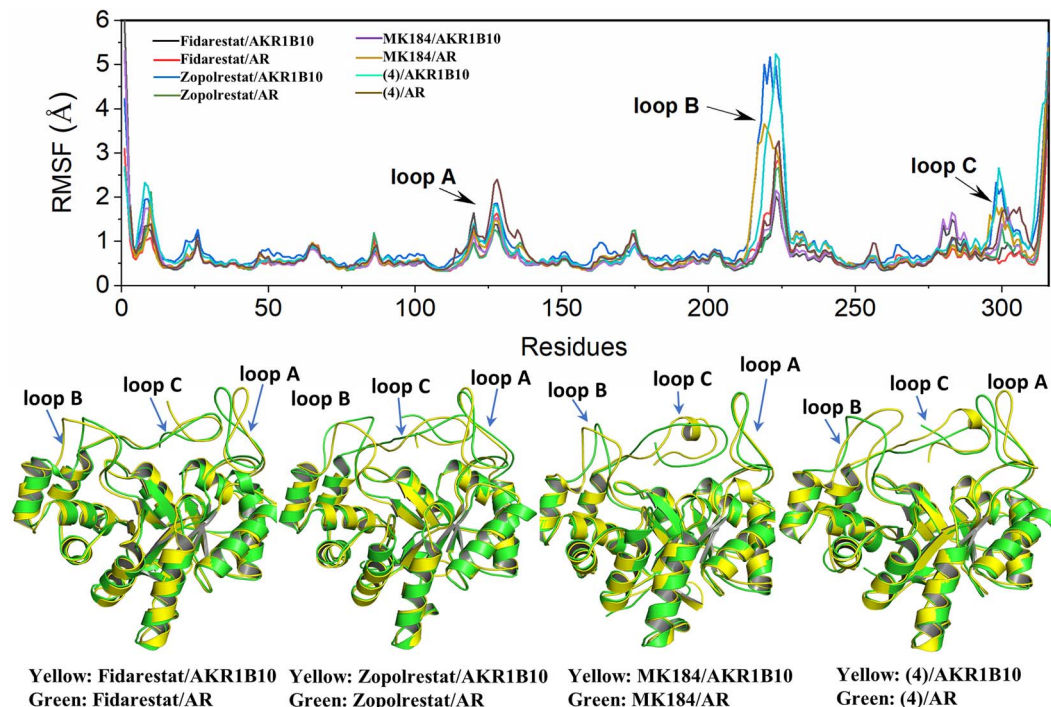 6
5
4
3
2
1
0
RMSF (Å)
Fidarestat/AKR1B10
Fidarestat/AR
Zopolrestat/AKR1B10
Zopolrestat/AR
MK184/AKR1B10
MK184/AR
(4)/AKR1B10
(4)/AR
loop A
loop B
loop C
0 50 100 150 200 250 300
Residues
loop B loop C loop A
loop B loop C loop A
loop B loop C loop A
loop B loop C loop A
Yellow: Fidarestat/AKR1B10
Green: Fidarestat/AR
Yellow: Zopolrestat/AKR1B10
Green: Zopolrestat/AR
Yellow: MK184/AKR1B10
Green: MK184/AR
Yellow: (4)/AKR1B10
Green: (4)/AR